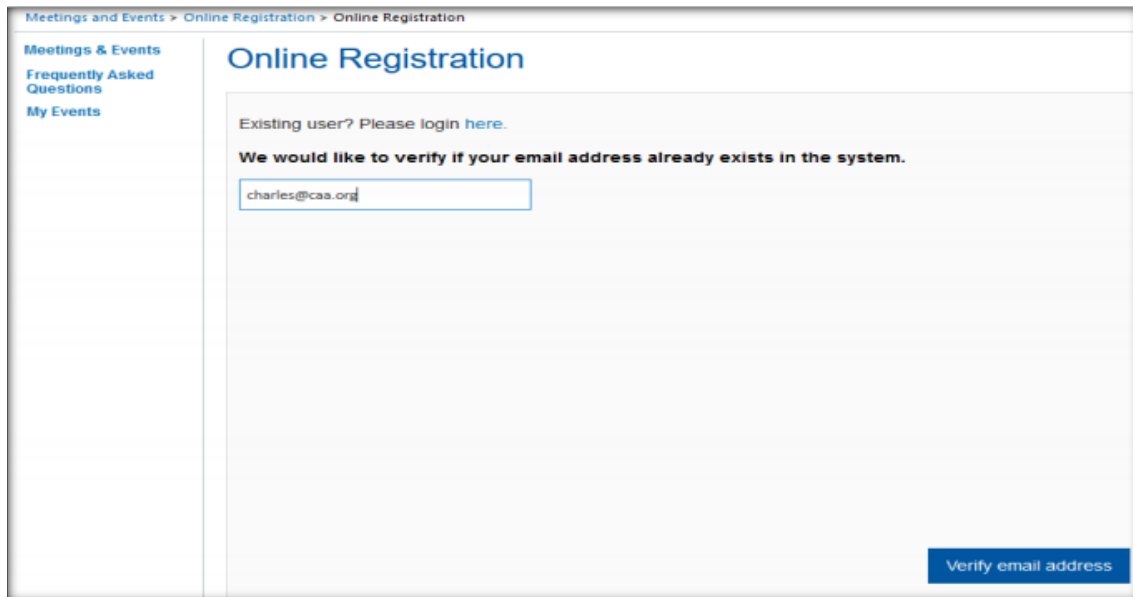 Meetings and Events > Online Registration > Online Registration
Meetings & Events
Frequently Asked
Questions
My Events
Online Registration
Existing user? Please login here.
We would like to verify if your email address already exists in the system.
charles@caa.org
Verify email address